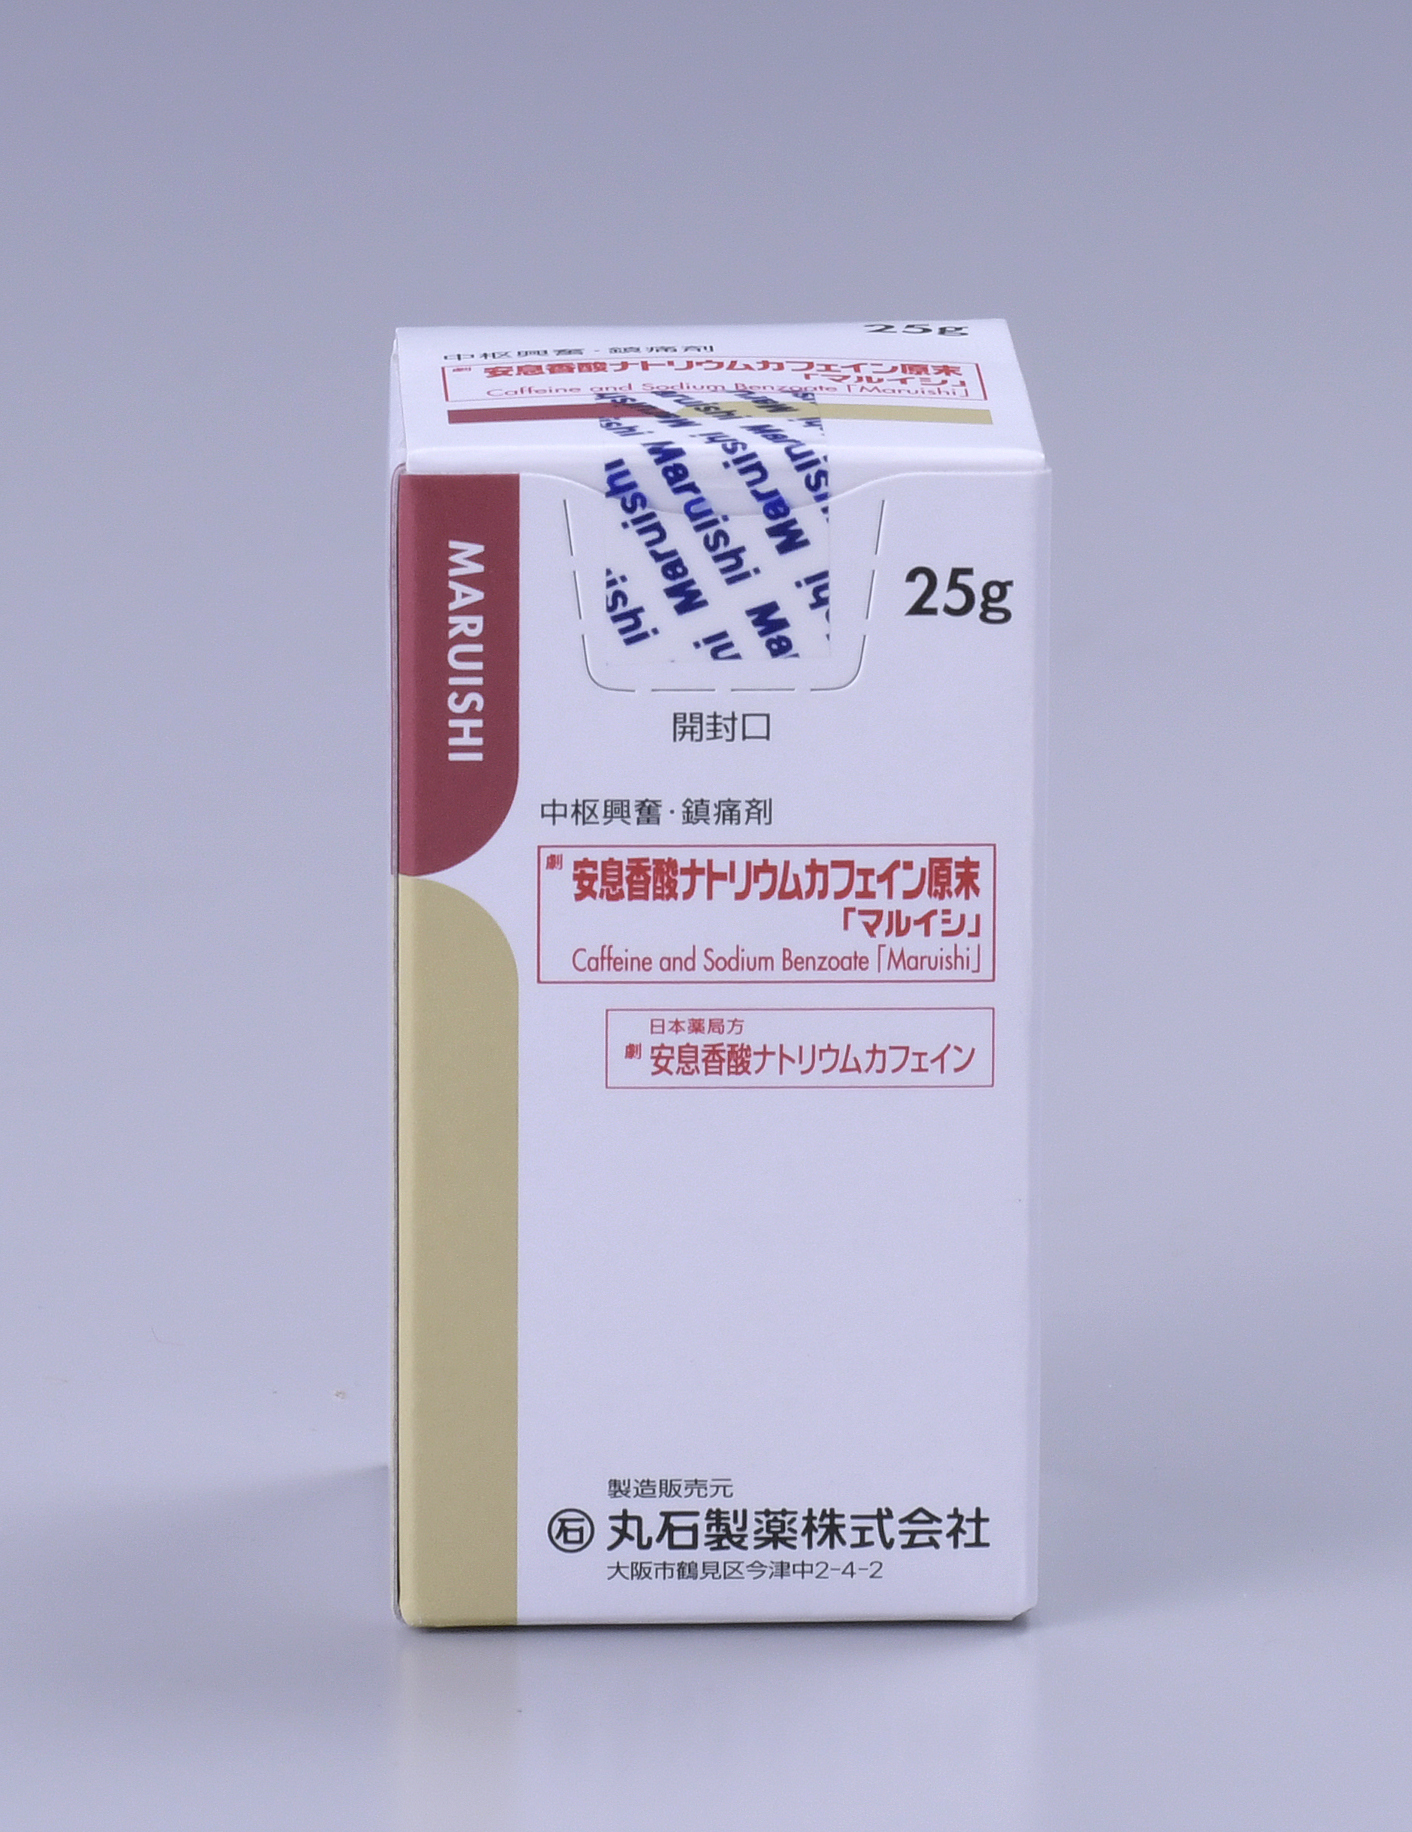 25g
中枢興奮・鎮痛剤
劇 安息香酸ナトリウムカフェイン原末
「マルイシ」
Caffeine and Sodium Benzoate「Maruishi」
Maruishi
MARUISHI
25g
開封口
中枢興奮・鎮痛剤
劇 安息香酸ナトリウムカフェイン原末
「マルイシ」
Caffeine and Sodium Benzoate「Maruishi」
日本薬局方
劇 安息香酸ナトリウムカフェイン
製造販売元
石 丸石製薬株式会社
大阪市鶴見区今津中2-4-2